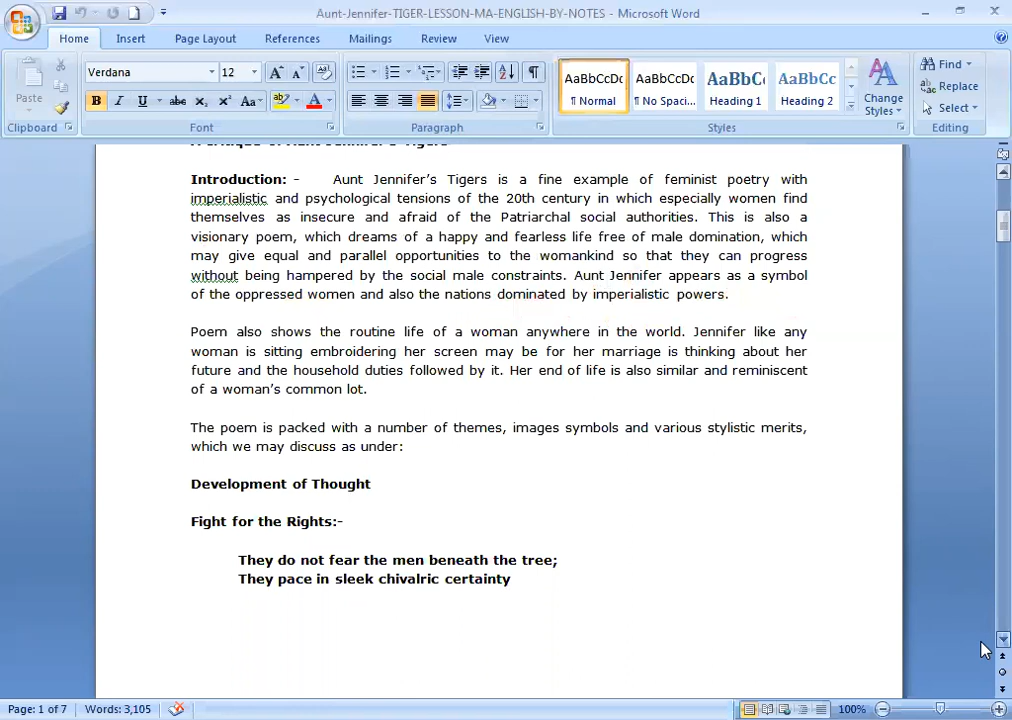 Aunt-Jennifer-TIGER-LESSON-MA-ENGLISH-BY-NOTES - Microsoft Word
Home Insert Page Layout References Mailings Review View
Paste
Verdana 12
AaBbCcDc AaBbCcDc AaBbC AaBbCc
¶ Normal ¶ No Spaci... Heading 1 Heading 2
Change Styles
Find
Replace
Select
Clipboard Font Paragraph Styles Editing
Introduction: - Aunt Jennifer's Tigers is a fine example of feminist poetry with
imperialistic and psychological tensions of the 20th century in which especially women find
themselves as insecure and afraid of the Patriarchal social authorities. This is also a
visionary poem, which dreams of a happy and fearless life free of male domination, which
may give equal and parallel opportunities to the womankind so that they can progress
without being hampered by the social male constraints. Aunt Jennifer appears as a symbol
of the oppressed women and also the nations dominated by imperialistic powers.
Poem also shows the routine life of a woman anywhere in the world. Jennifer like any
woman is sitting embroidering her screen may be for her marriage is thinking about her
future and the household duties followed by it. Her end of life is also similar and reminiscent
of a woman's common lot.
The poem is packed with a number of themes, images symbols and various stylistic merits,
which we may discuss as under:
Development of Thought
Fight for the Rights:-
They do not fear the men beneath the tree;
They pace in sleek chivalric certainty
Page: 1 of 7 Words: 3,105 100%